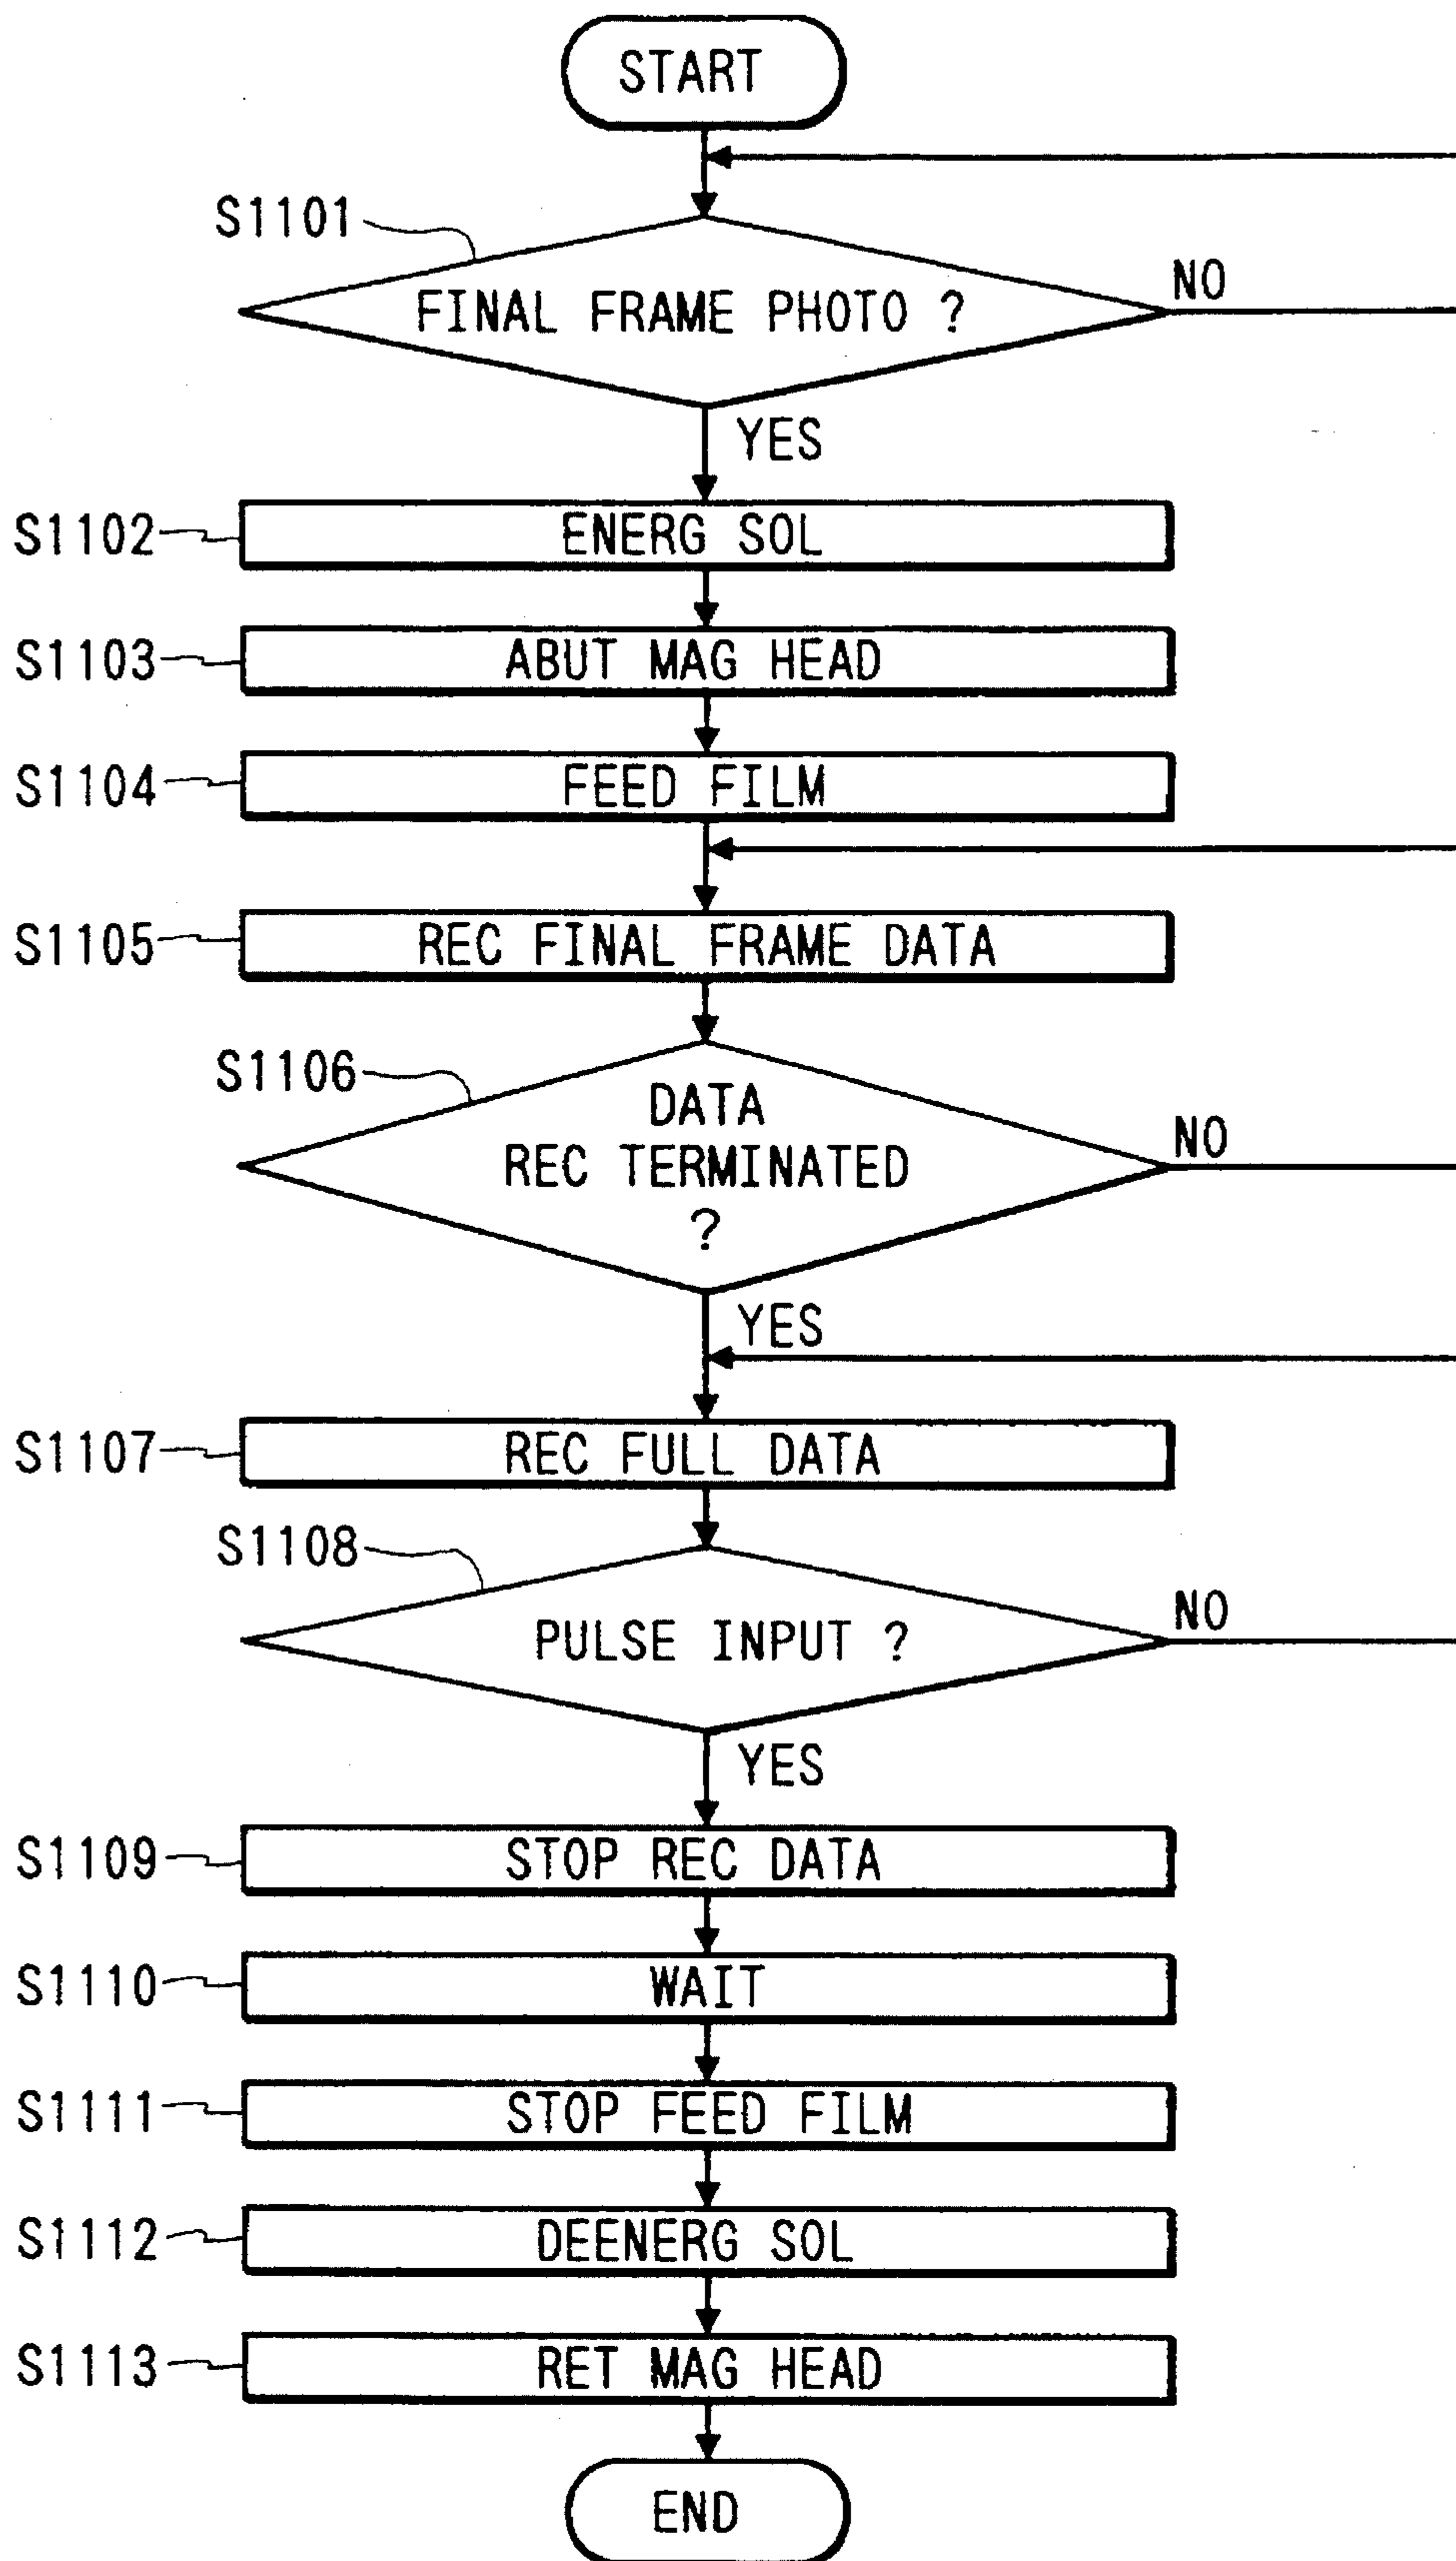 START
S1101
FINAL FRAME PHOTO ?
NO
YES
S1102
ENERG SOL
S1103
ABUT MAG HEAD
S1104
FEED FILM
S1105
REC FINAL FRAME DATA
S1106
DATA
REC TERMINATED
?
NO
YES
S1107
REC FULL DATA
S1108
PULSE INPUT ?
NO
YES
S1109
STOP REC DATA
S1110
WAIT
S1111
STOP FEED FILM
S1112
DEENERG SOL
S1113
RET MAG HEAD
END